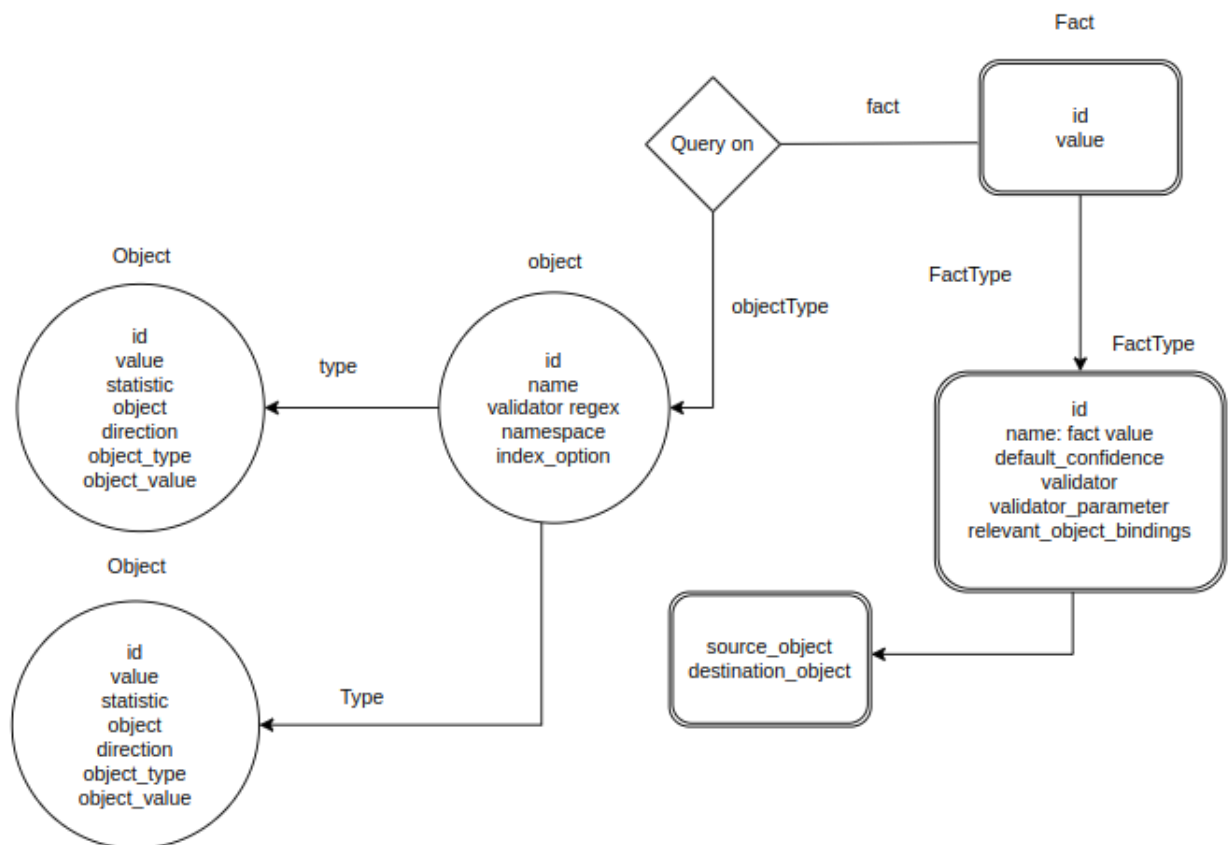 Fact
id
value
fact
Query on
FactType
objectType
FactType
id
name: fact value
default_confidence
validator
validator_parameter
relevant_object_bindings
source_object
destination_object
object
id
name
validator regex
namespace
index_option
type
Object
id
value
statistic
object
direction
object_type
object_value
Type
Object
id
value
statistic
object
direction
object_type
object_value